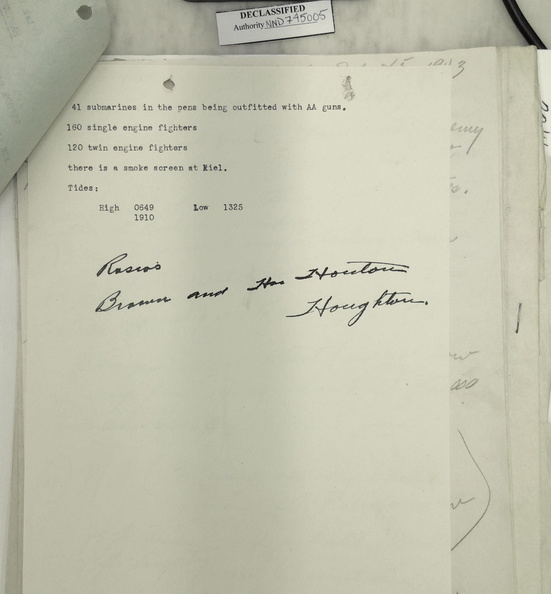 DECLASSIFIED
Authority NND745005
41 submarines in the pens being outfitted with AA guns.
160 single engine fighters
120 twin engine fighters
there is a smoke screen at Kiel.
Tides:
High 0649 Low 1325
1910
Brown and Houton
Houghton.